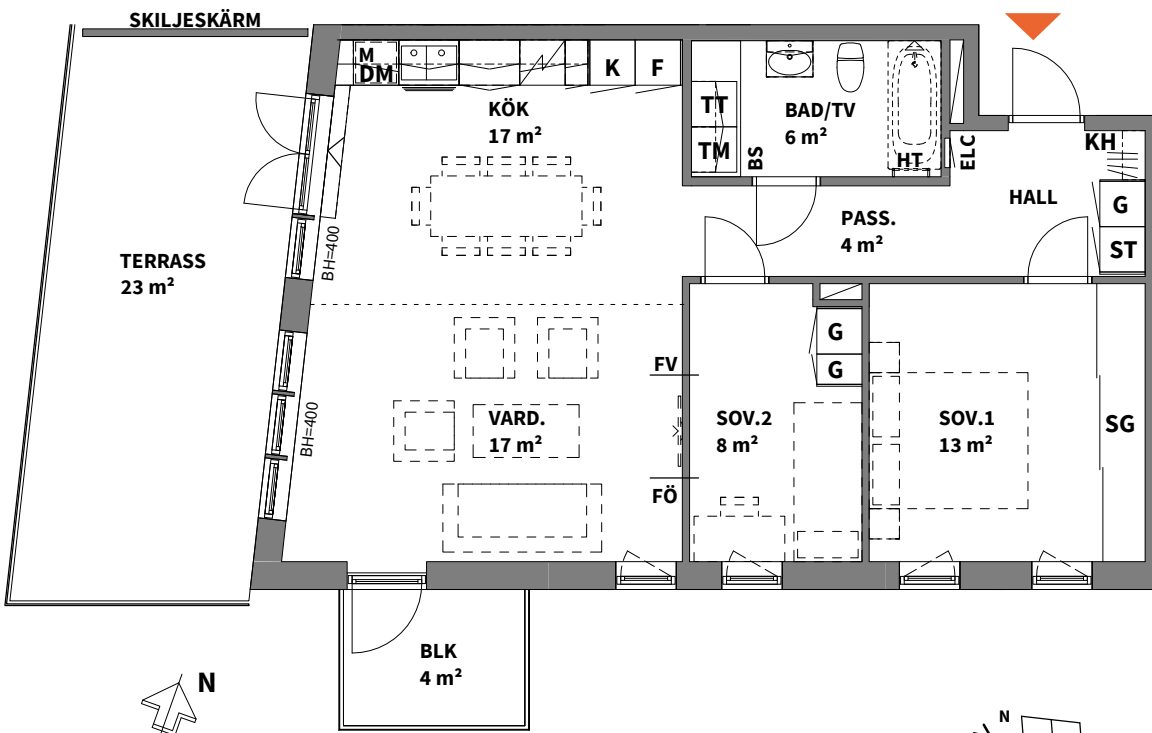 SKILJESKÄRM
M
DM
K
F
KÖK
17 m²
TT
TM
BS
BAD/TV
6 m²
HT
ELC
KH
HALL
G
ST
PASS.
4 m²
TERRASS
23 m²
BH=400
BH=400
FV
FÖ
VARD.
17 m²
G
G
SOV.2
8 m²
SOV.1
13 m²
SG
BLK
4 m²
N
N